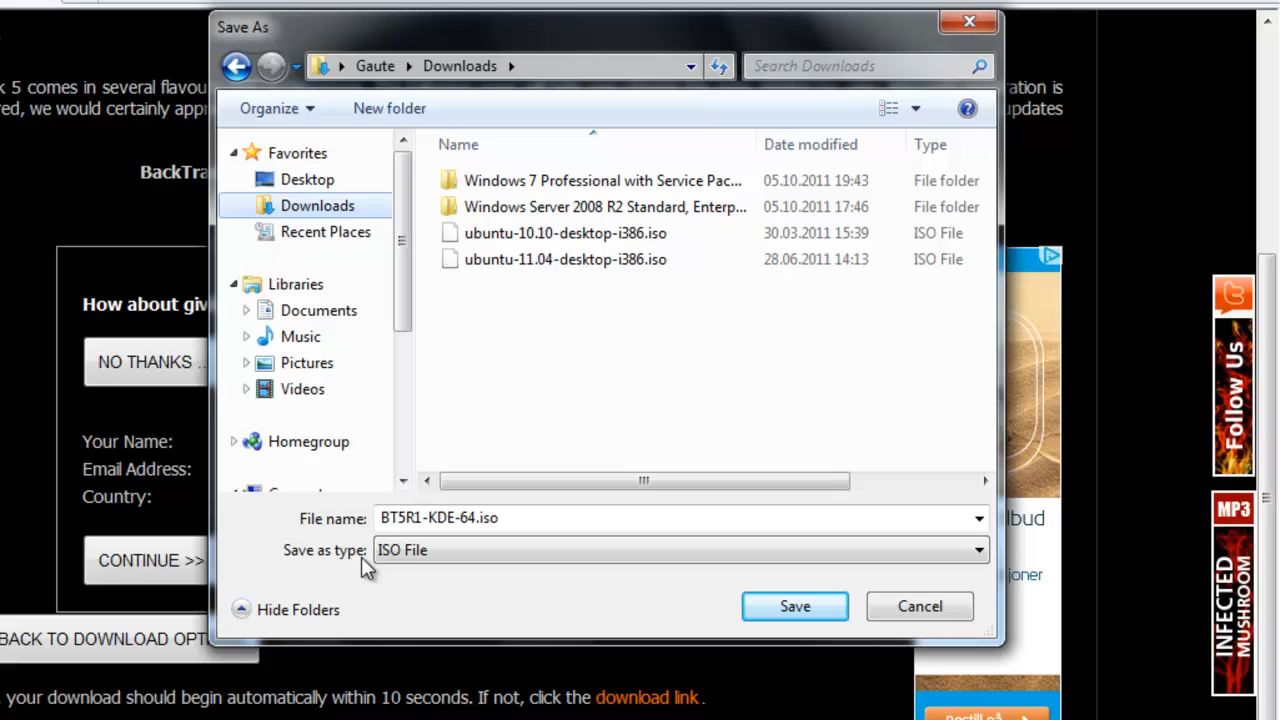 Save As
Gaute Downloads
Search Downloads
k 5 comes in several flavou
ration is
red, we would certainly appr
updates
Organize
New folder
Favorites
Desktop
Downloads
Recent Places
Libraries
Documents
Music
Pictures
Videos
Homegroup
Name Date modified Type
Windows 7 Professional with Service Pac... 05.10.2011 19:43 File folder
Windows Server 2008 R2 Standard, Enterp... 05.10.2011 17:46 File folder
ubuntu-10.10-desktop-i386.iso 30.03.2011 15:39 ISO File
ubuntu-11.04-desktop-i386.iso 28.06.2011 14:13 ISO File
BackTra
How about giv
NO THANKS ..
Your Name:
Email Address:
Country:
CONTINUE >>
File name: BT5R1-KDE-64.iso
Save as type: ISO File
Hide Folders
Save
Cancel
BACK TO DOWNLOAD OPT
, your download should begin automatically within 10 seconds. If not, click the download link.
lbud
joner
Follow Us
MP3
INFECTED
MUSHROOM